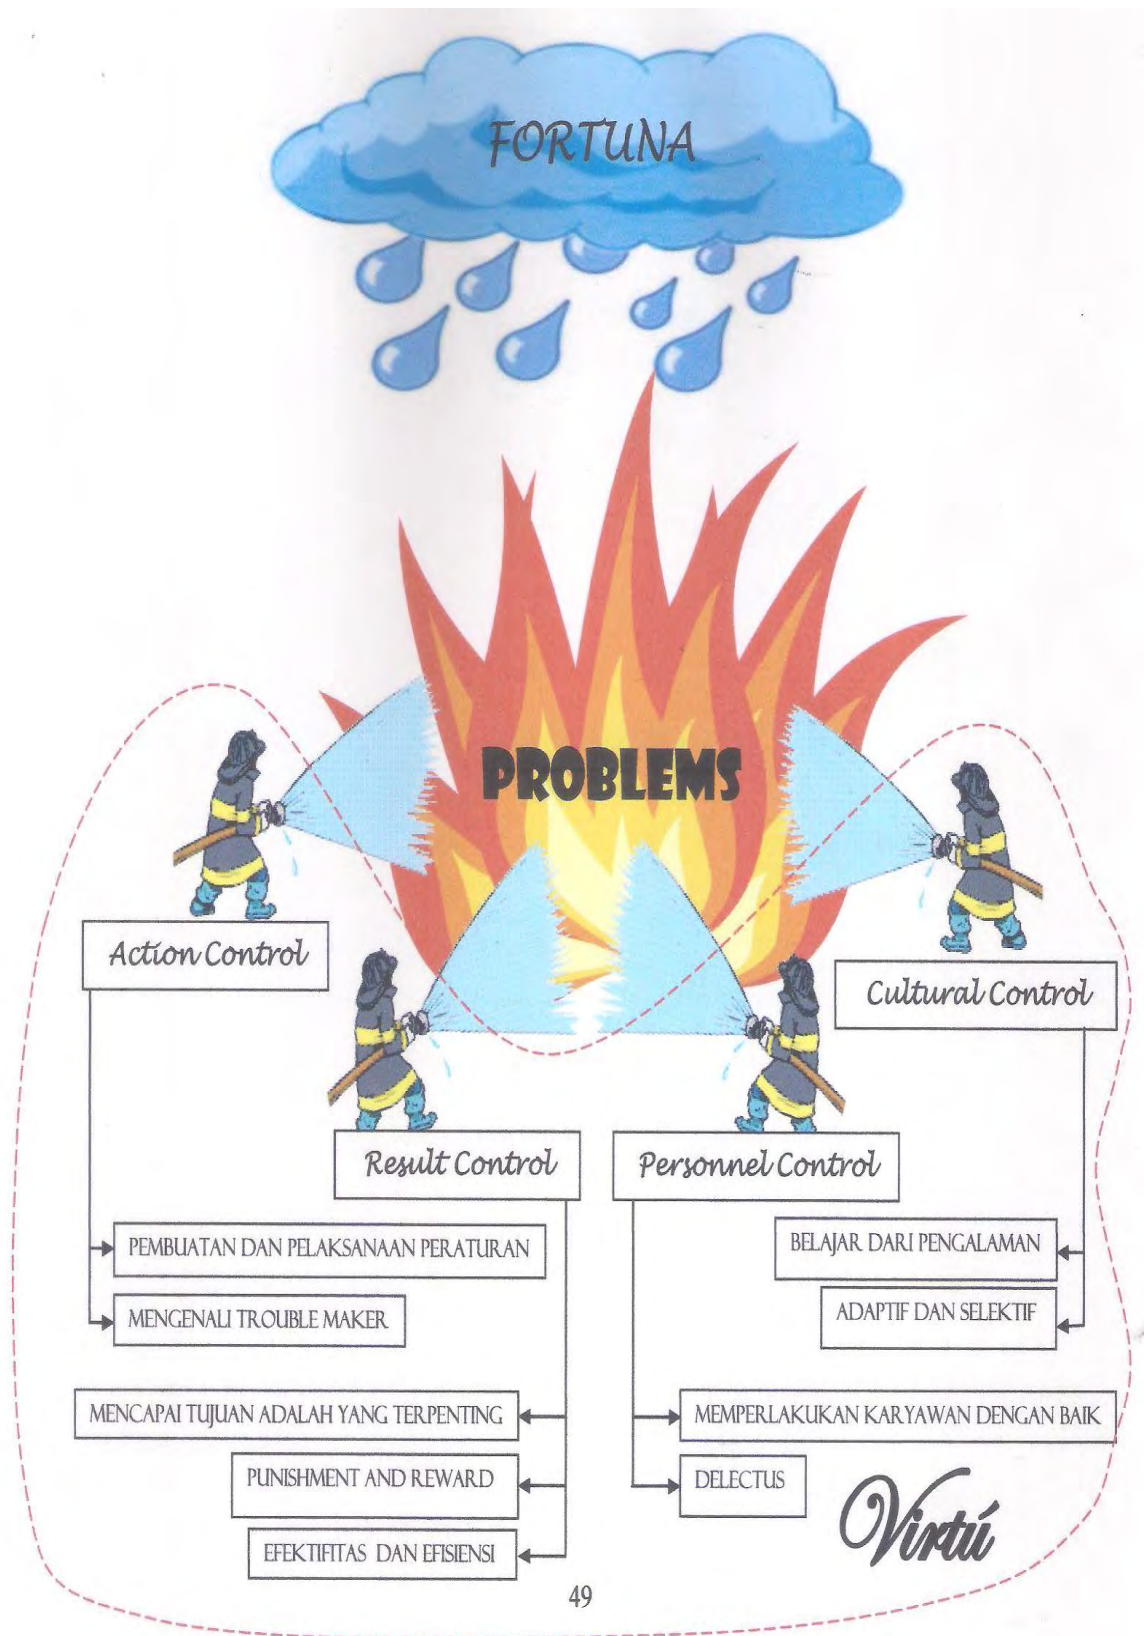 FORTUNA
PROBLEMS
Action Control
Cultural Control
Result Control
Personnel Control
PEMBUATAN DAN PELAKSANAAN PERATURAN
MENGENALI TROUBLE MAKER
BELAJAR DARI PENGALAMAN
ADAPTIF DAN SELEKTIF
MENCAPAI TUJUAN ADALAH YANG TERPENTING
PUNISHMENT AND REWARD
EFEKTIFITAS DAN EFISIENSI
MEMPERLAKUKAN KARYAWAN DENGAN BAIK
DELECTUS
Virtú
49